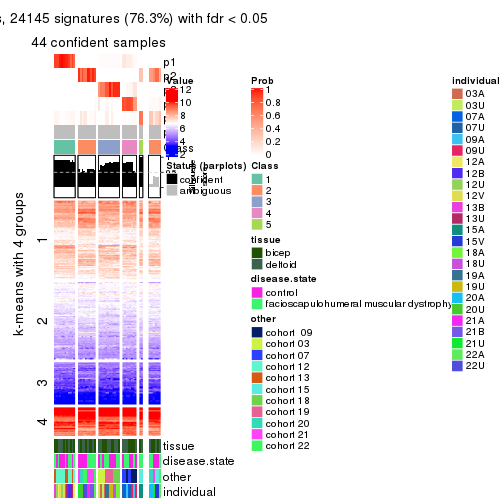 s, 24145 signatures (76.3%) with fdr < 0.05
44 confident samples
p1
p2
Value
12
10
8
6
4
Status (barplots)
confident
ambiguous
Prob
1
0.8
0.6
0.4
0.2
0
Class
1
2
3
4
5
tissue
bicep
deltoid
disease.state
control
facioscapulohumeral muscular dystrophy
other
cohort 09
cohort 03
cohort 07
cohort 12
cohort 13
cohort 15
cohort 18
cohort 19
cohort 20
cohort 21
cohort 22
individual
03A
03U
07A
07U
09A
09U
12A
12B
12U
12V
13B
13U
15A
15V
18A
18U
19A
19U
20A
20U
21A
21B
21U
22A
22U
k-means with 4 groups
1
2
3
4
tissue
disease.state
other
individual